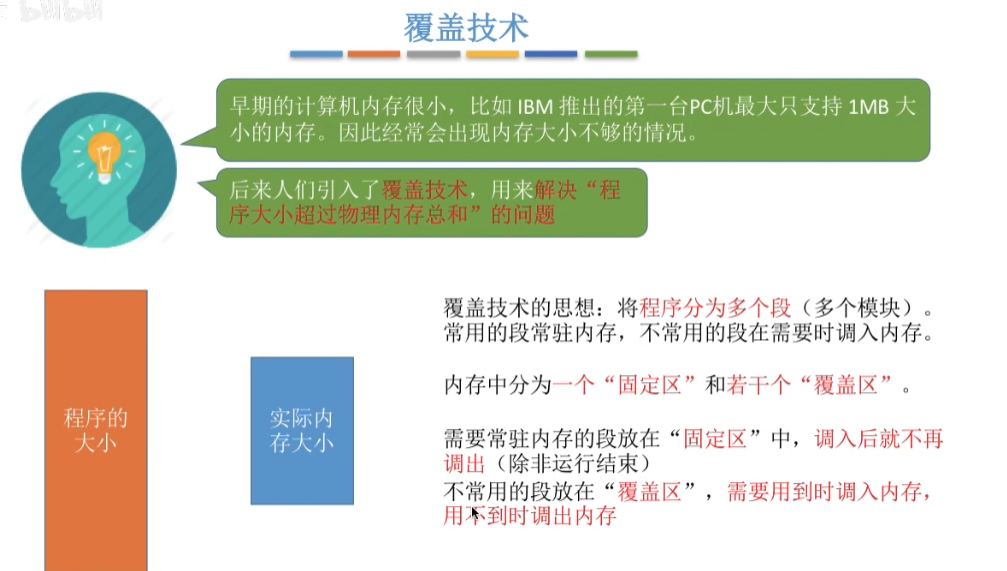 bilibili
覆盖技术
早期的计算机内存很小，比如 IBM 推出的第一台PC机最大只支持 1MB 大
小的内存。因此经常会出现内存大小不够的情况。
后来人们引入了覆盖技术，用来解决“程
序大小超过物理内存总和”的问题
程序的
大小
实际内
存大小
覆盖技术的思想：将程序分为多个段（多个模块）。
常用的段常驻内存，不常用的段在需要时调入内存。
内存中分为一个“固定区”和若干个“覆盖区”。
需要常驻内存的段放在“固定区”中，调入后就不再
调出（除非运行结束）
不常用的段放在“覆盖区”，需要用到时调入内存，
用不到时调出内存